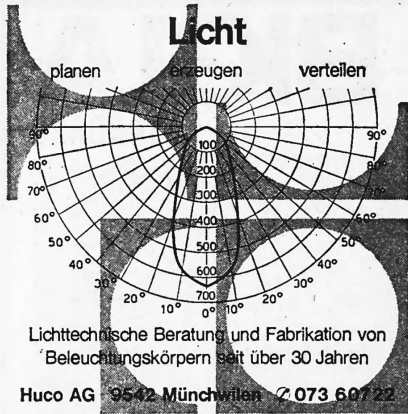 Licht
planen erzeugen verteilen
90° 100 90°
80° 200 80°
70° 300 70°
60° 400 60°
50° 500 50°
40° 600 40°
30° 20° 10° 700 0° 10° 20° 30°
Lichttechnische Beratung und Fabrikation von
Beleuchtungskörpern seit über 30 Jahren
Huco AG 9542 Münchwilen ✆ 073 60722